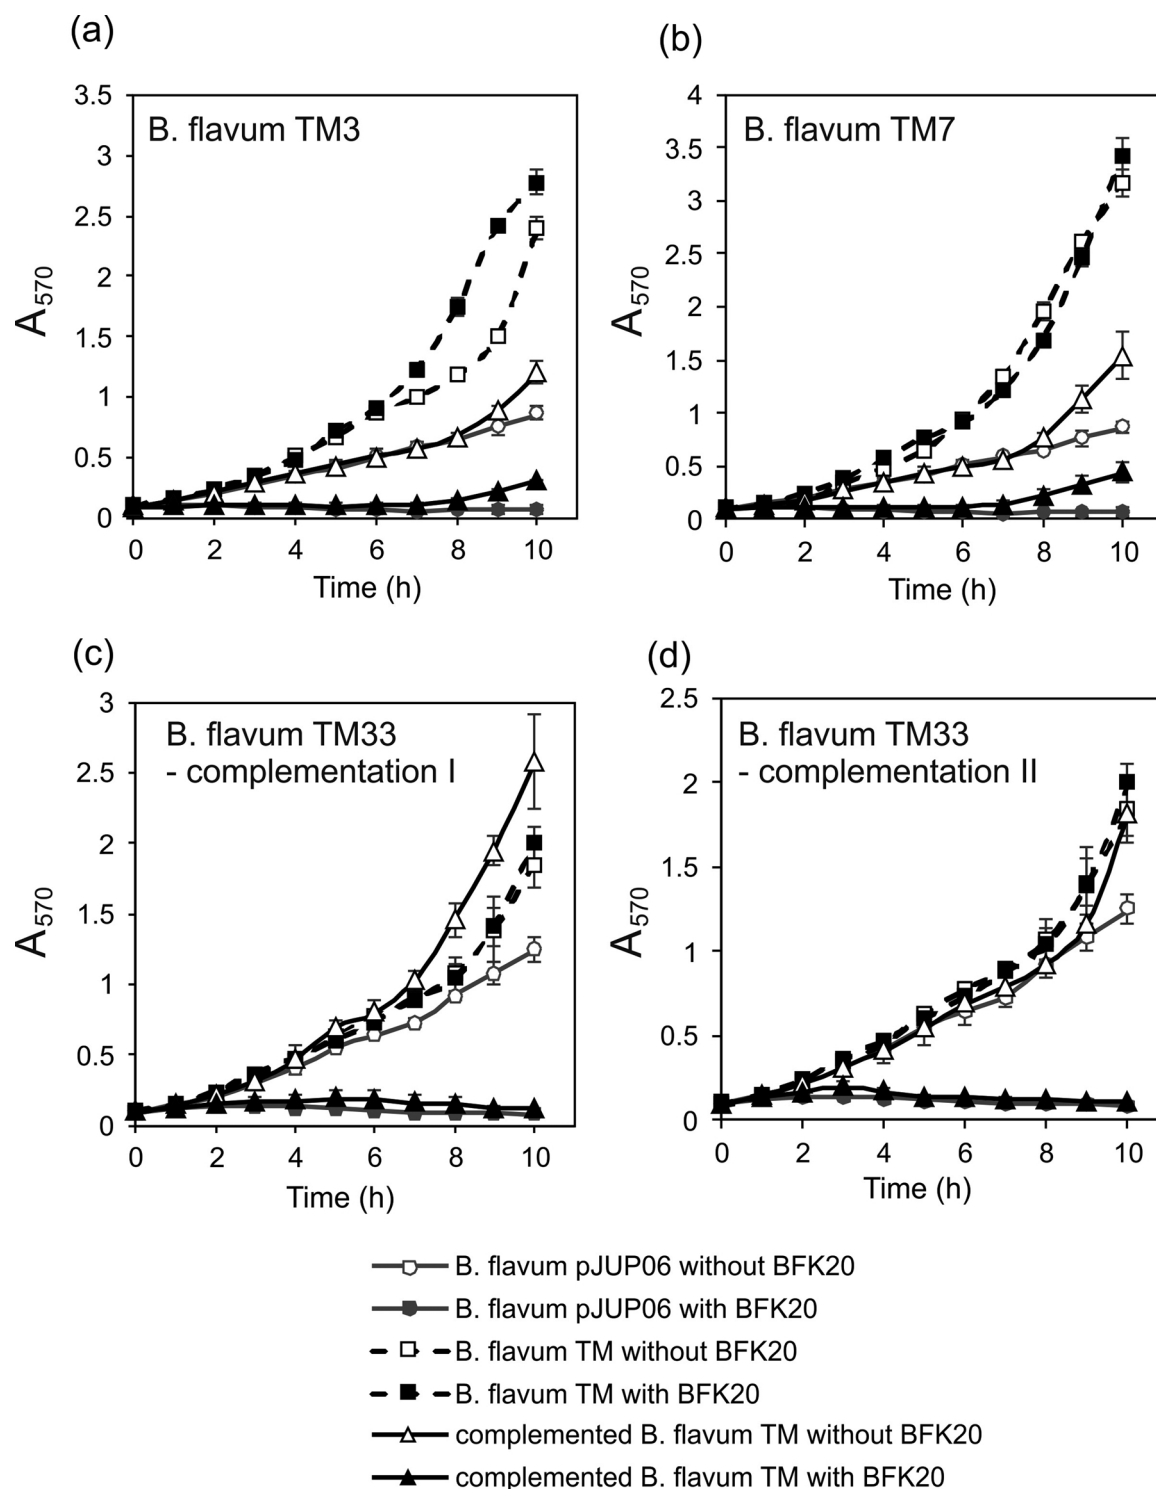 (a)
B. flavum TM3
3.5
3
2.5
2
1.5
1
0.5
0
A570
0 2 4 6 8 10
Time (h)
(b)
B. flavum TM7
4
3.5
3
2.5
2
1.5
1
0.5
0
A570
0 2 4 6 8 10
Time (h)
(c)
B. flavum TM33
- complementation I
3
2.5
2
1.5
1
0.5
0
A570
0 2 4 6 8 10
Time (h)
(d)
B. flavum TM33
- complementation II
2.5
2
1.5
1
0.5
0
A570
0 2 4 6 8 10
Time (h)
B. flavum pJUP06 without BFK20
B. flavum pJUP06 with BFK20
B. flavum TM without BFK20
B. flavum TM with BFK20
complemented B. flavum TM without BFK20
complemented B. flavum TM with BFK20